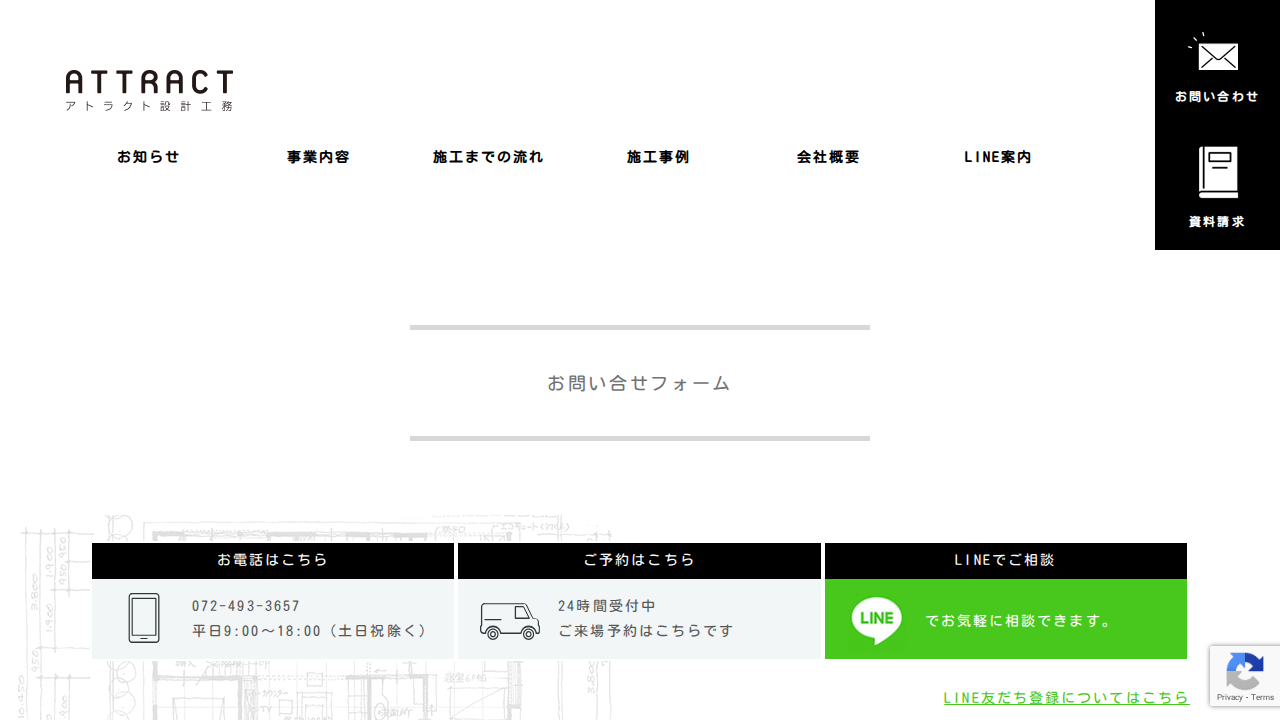 ATTRACT
アトラクト設計工務
お知らせ
事業内容
施工までの流れ
施工事例
会社概要
LINE案内
お問い合わせ
資料請求
お問い合せフォーム
お電話はこちら
072-493-3657
平日9:00～18:00（土日祝除く）
ご予約はこちら
24時間受付中
ご来場予約はこちらです
LINEでご相談
LINE
でお気軽に相談できます。
LINE友だち登録についてはこちら
Privacy - Terms